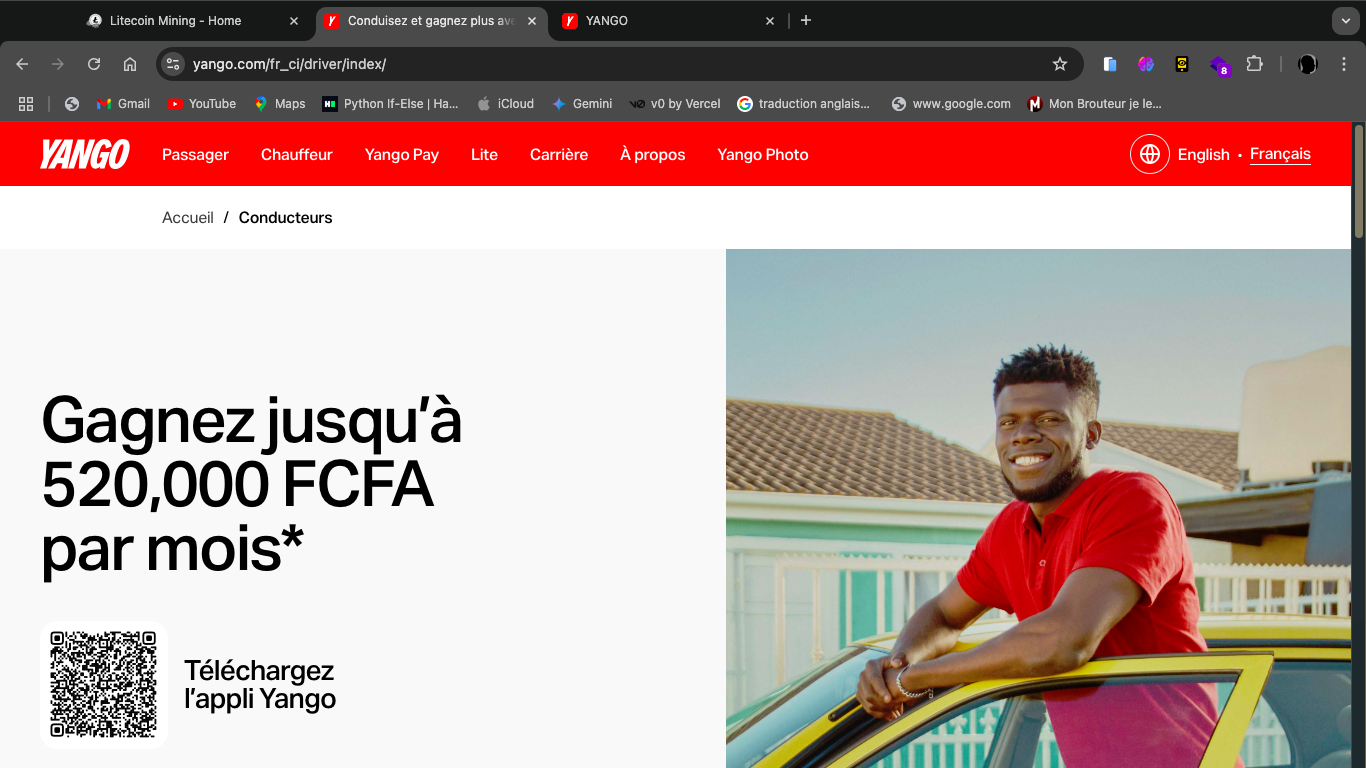 Litecoin Mining - Home
Conduisez et gagnez plus ave
YANGO
yango.com/fr_ci/driver/index/
8
Gmail
YouTube
Maps
Python If-Else | Ha...
iCloud
Gemini
v0 by Vercel
traduction anglais...
www.google.com
Mon Brouteur je le...
YANGO
Passager
Chauffeur
Yango Pay
Lite
Carrière
À propos
Yango Photo
English • Français
Accueil / Conducteurs
Gagnez jusqu’à
520,000 FCFA
par mois*
Téléchargez
l’appli Yango